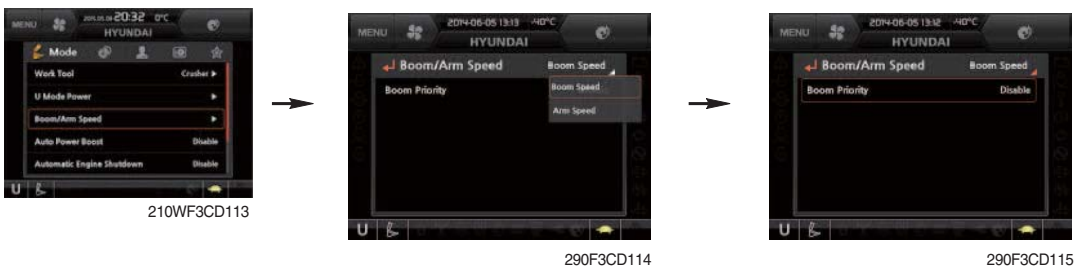 MENU 20:32 0°C
HYUNDAI
Mode
Work Tool Crusher ▸
U Mode Power ▸
Boom/Arm Speed ▸
Auto Power Boost Disable
Automatic Engine Shutdown Disable
U
210WF3CD113
MENU 2014-06-05 13:13 -40°C
HYUNDAI
Boom/Arm Speed Boom Speed
Boom Priority Boom Speed
Arm Speed
U
290F3CD114
MENU 2014-06-05 13:12 -40°C
HYUNDAI
Boom/Arm Speed Boom Speed
Boom Priority Disable
U
290F3CD115